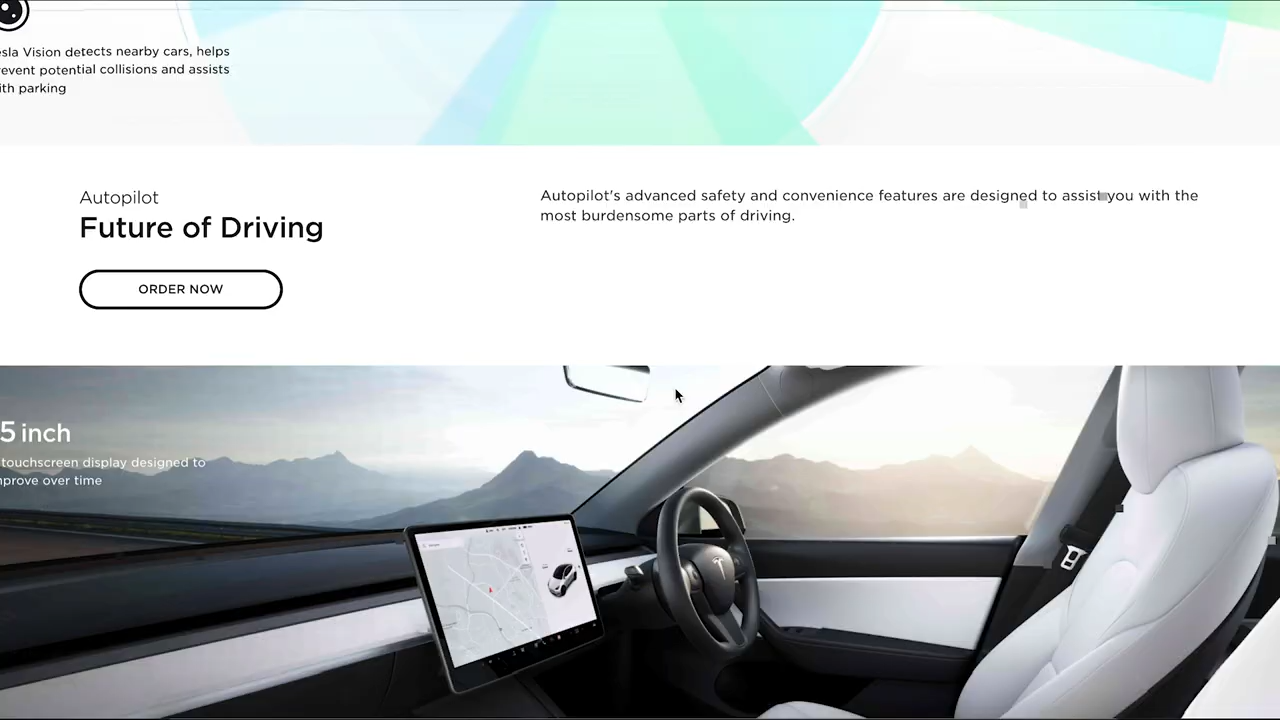 esla Vision detects nearby cars, helps
event potential collisions and assists
ith parking
Autopilot
Future of Driving
ORDER NOW
Autopilot's advanced safety and convenience features are designed to assist you with the
most burdensome parts of driving.
5 inch
touchscreen display designed to
nprove over time